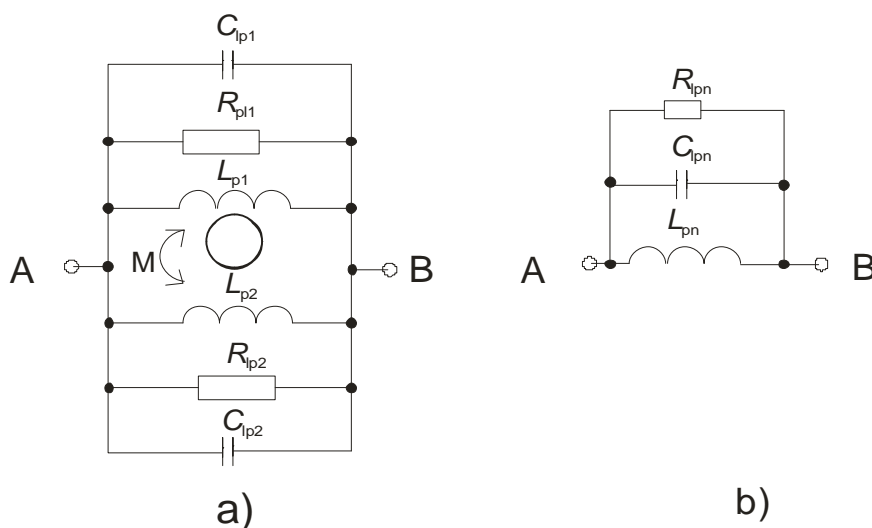 C_lp1
R_pl1
L_p1
M
A
B
L_p2
R_lp2
C_lp2
a)
R_lpn
C_lpn
L_pn
A
B
b)